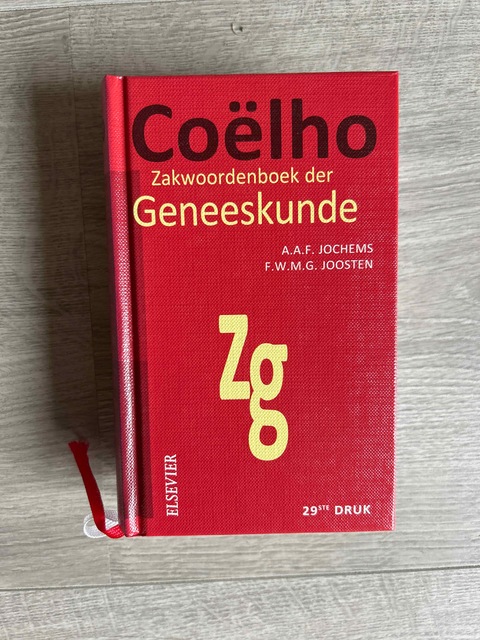 Coëlho
Zakwoordenboek der
Geneeskunde
A.A.F. JOCHEMS
F.W.M.G. JOOSTEN
Zg
ELSEVIER
29STE DRUK